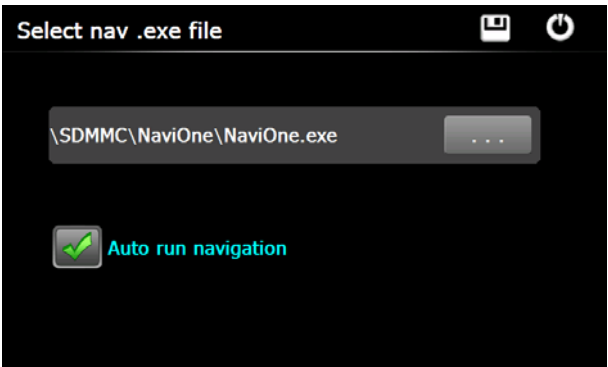 Select nav .exe file
\SDMMC\NaviOne\NaviOne.exe
. . .
Auto run navigation